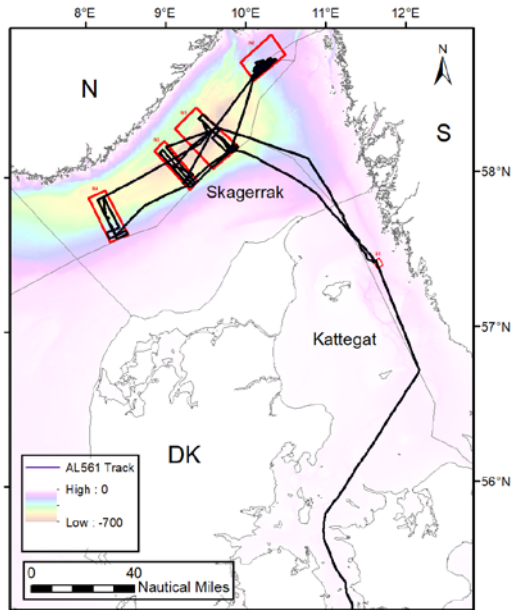 8°E 9°E 10°E 11°E 12°E
N
N
S
58°N
Skagerrak
57°N
Kattegat
DK
56°N
AL561 Track
High : 0
Low : -700
0 40
Nautical Miles